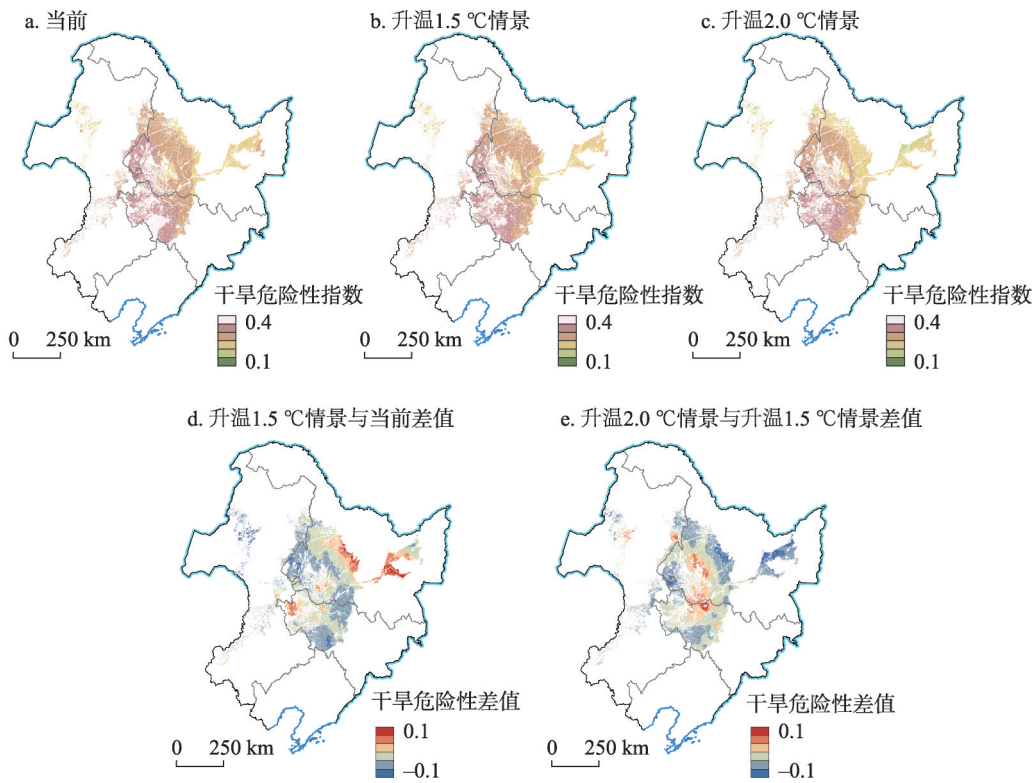 a. 当前
b. 升温1.5 ℃情景
c. 升温2.0 ℃情景
干旱危险性指数
0.4
0.1
0 250 km
干旱危险性指数
0.4
0.1
0 250 km
干旱危险性指数
0.4
0.1
0 250 km
d. 升温1.5 ℃情景与当前差值
e. 升温2.0 ℃情景与升温1.5 ℃情景差值
干旱危险性差值
0.1
–0.1
0 250 km
干旱危险性差值
0.1
–0.1
0 250 km